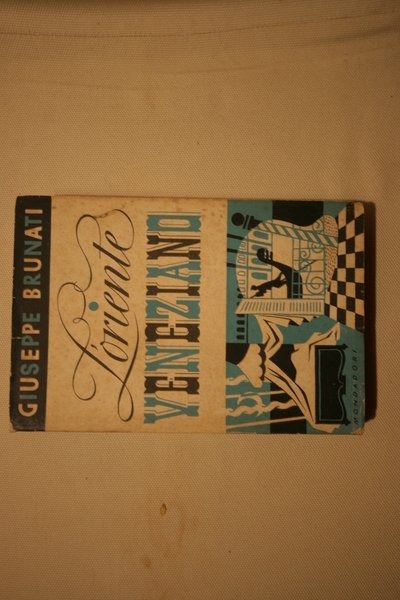 GIUSEPPE BRUNATI
L'oriente
VENEZIANO
MONDADORI